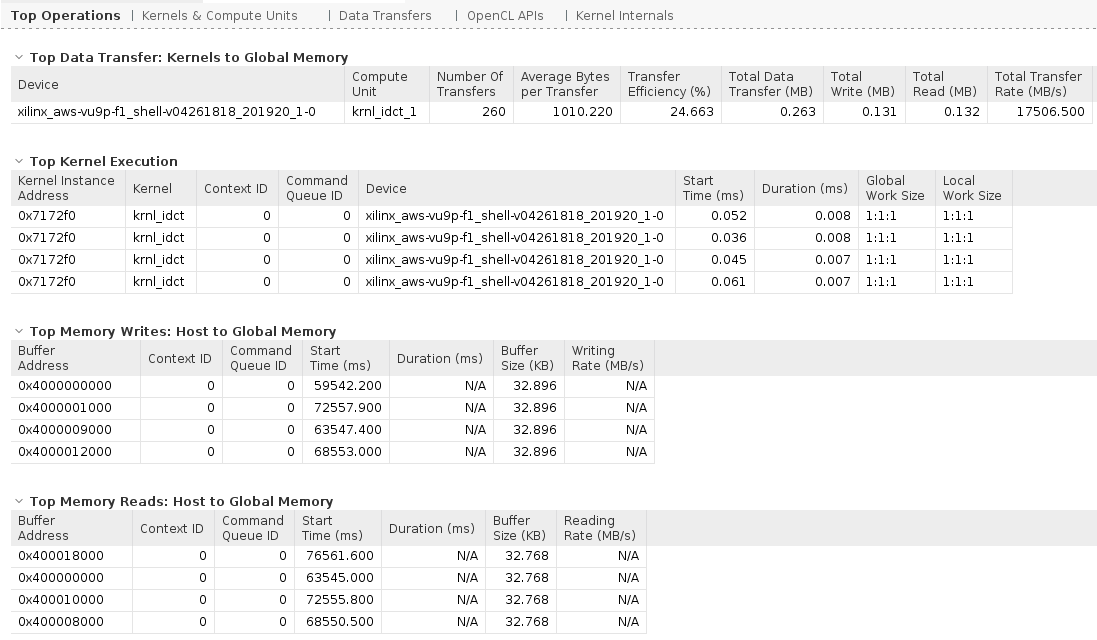 Top Operations | Kernels & Compute Units | Data Transfers | OpenCL APIs | Kernel Internals
Top Data Transfer: Kernels to Global Memory
Device Compute Unit Number Of Transfers Average Bytes per Transfer Transfer Efficiency (%) Total Data Transfer (MB) Total Write (MB) Total Read (MB) Total Transfer Rate (MB/s)
xilinx_aws-vu9p-f1_shell-v04261818_201920_1-0 krnl_idct_1 260 1010.220 24.663 0.263 0.131 0.132 17506.500
Top Kernel Execution
Kernel Instance Address Kernel Context ID Command Queue ID Device Start Time (ms) Duration (ms) Global Work Size Local Work Size
0x7172f0 krnl_idct 0 0 xilinx_aws-vu9p-f1_shell-v04261818_201920_1-0 0.052 0.008 1:1:1 1:1:1
0x7172f0 krnl_idct 0 0 xilinx_aws-vu9p-f1_shell-v04261818_201920_1-0 0.036 0.008 1:1:1 1:1:1
0x7172f0 krnl_idct 0 0 xilinx_aws-vu9p-f1_shell-v04261818_201920_1-0 0.045 0.007 1:1:1 1:1:1
0x7172f0 krnl_idct 0 0 xilinx_aws-vu9p-f1_shell-v04261818_201920_1-0 0.061 0.007 1:1:1 1:1:1
Top Memory Writes: Host to Global Memory
Buffer Address Context ID Command Queue ID Start Time (ms) Duration (ms) Buffer Size (KB) Writing Rate (MB/s)
0x4000000000 0 0 59542.200 N/A 32.896 N/A
0x4000001000 0 0 72557.900 N/A 32.896 N/A
0x4000009000 0 0 63547.400 N/A 32.896 N/A
0x4000012000 0 0 68553.000 N/A 32.896 N/A
Top Memory Reads: Host to Global Memory
Buffer Address Context ID Command Queue ID Start Time (ms) Duration (ms) Buffer Size (KB) Reading Rate (MB/s)
0x400018000 0 0 76561.600 N/A 32.768 N/A
0x400000000 0 0 63545.000 N/A 32.768 N/A
0x400010000 0 0 72555.800 N/A 32.768 N/A
0x400008000 0 0 68550.500 N/A 32.768 N/A